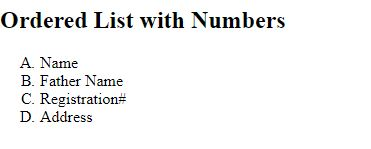 Ordered List with Numbers
A. Name
B. Father Name
C. Registration#
D. Address